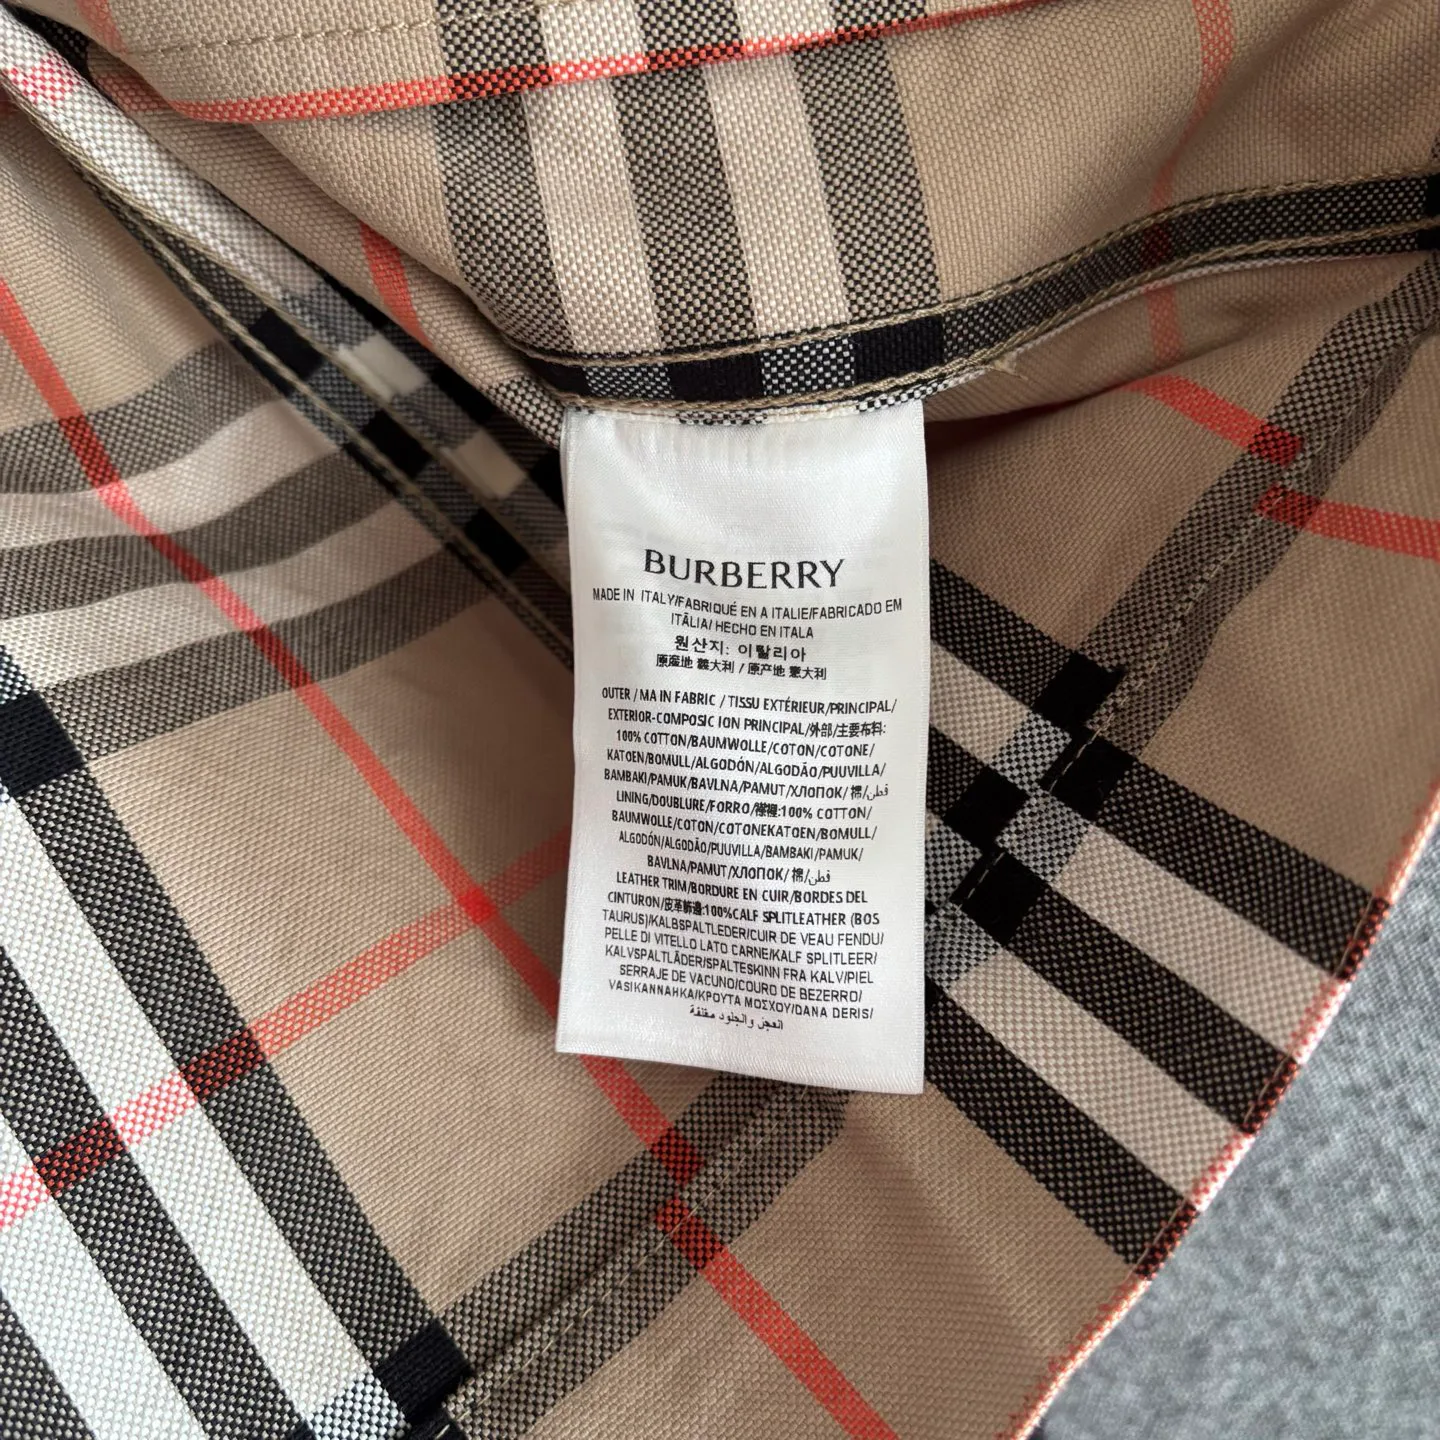 BURBERRY
MADE IN ITALY/FABRIQUÉ EN A ITALIE/FABRICADO EM
ITÃLIA/ HECHO EN ITALA
원산지: 이탈리아
原産地 義大利 / 原产地 意大利
OUTER / MA IN FABRIC / TISSU EXTÉRIEUR/PRINCIPAL/
EXTERIOR-COMPOSIC ION PRINCIPAL/外部/主要布料:
100% COTTON/BAUMWOLLE/COTON/COTONE/
KATOEN/BOMULL/ALGODÓN/ALGODÃO/PUUVILLA/
BAMBAKI/PAMUK/BAVLNA/PAMUT/ХЛОПОК/ 棉/قطن
LINING/DOUBLURE/FORRO/:100% COTTON/
BAUMWOLLE/COTON/COTONEKATOEN/BOMULL/
ALGODÓN/ALGODÃO/PUUVILLA/BAMBAKI/PAMUK/
BAVLNA/PAMUT/ХЛОПОК/ 棉/قطن
LEATHER TRIM/BORDURE EN CUIR/BORDES DEL
CINTURON/皮革飾邊:100%CALF SPLITLEATHER (BOS
TAURUS)/KALBSPALTLEDER/CUIR DE VEAU FENDU/
PELLE DI VITELLO LATO CARNE/KALF SPLITLEER/
KALVSPALTLÄDER/SPALTESKINN FRA KALV/PIEL
SERRAJE DE VACUNO/COURO DE BEZERRO/
VASIKANNAHKA/ΚΡΟΥΤΑ ΜΟΣΧΟΥ/DANA DERIS/
العجل والجلود مفلقة